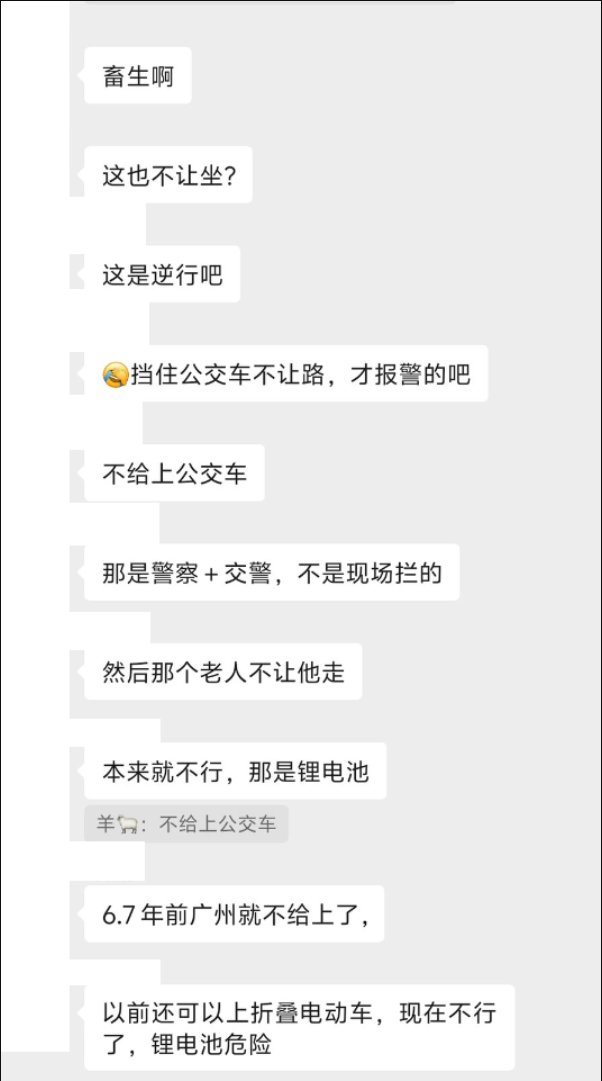 畜生啊
这也不让坐？
这是逆行吧
🤣挡住公交车不让路，才报警的吧
不给上公交车
那是警察+交警，不是现场拦的
然后那个老人不让他走
本来就不行，那是锂电池
羊🐑：不给上公交车
6.7年前广州就不给上了，
以前还可以上折叠电动车，现在不行
了，锂电池危险